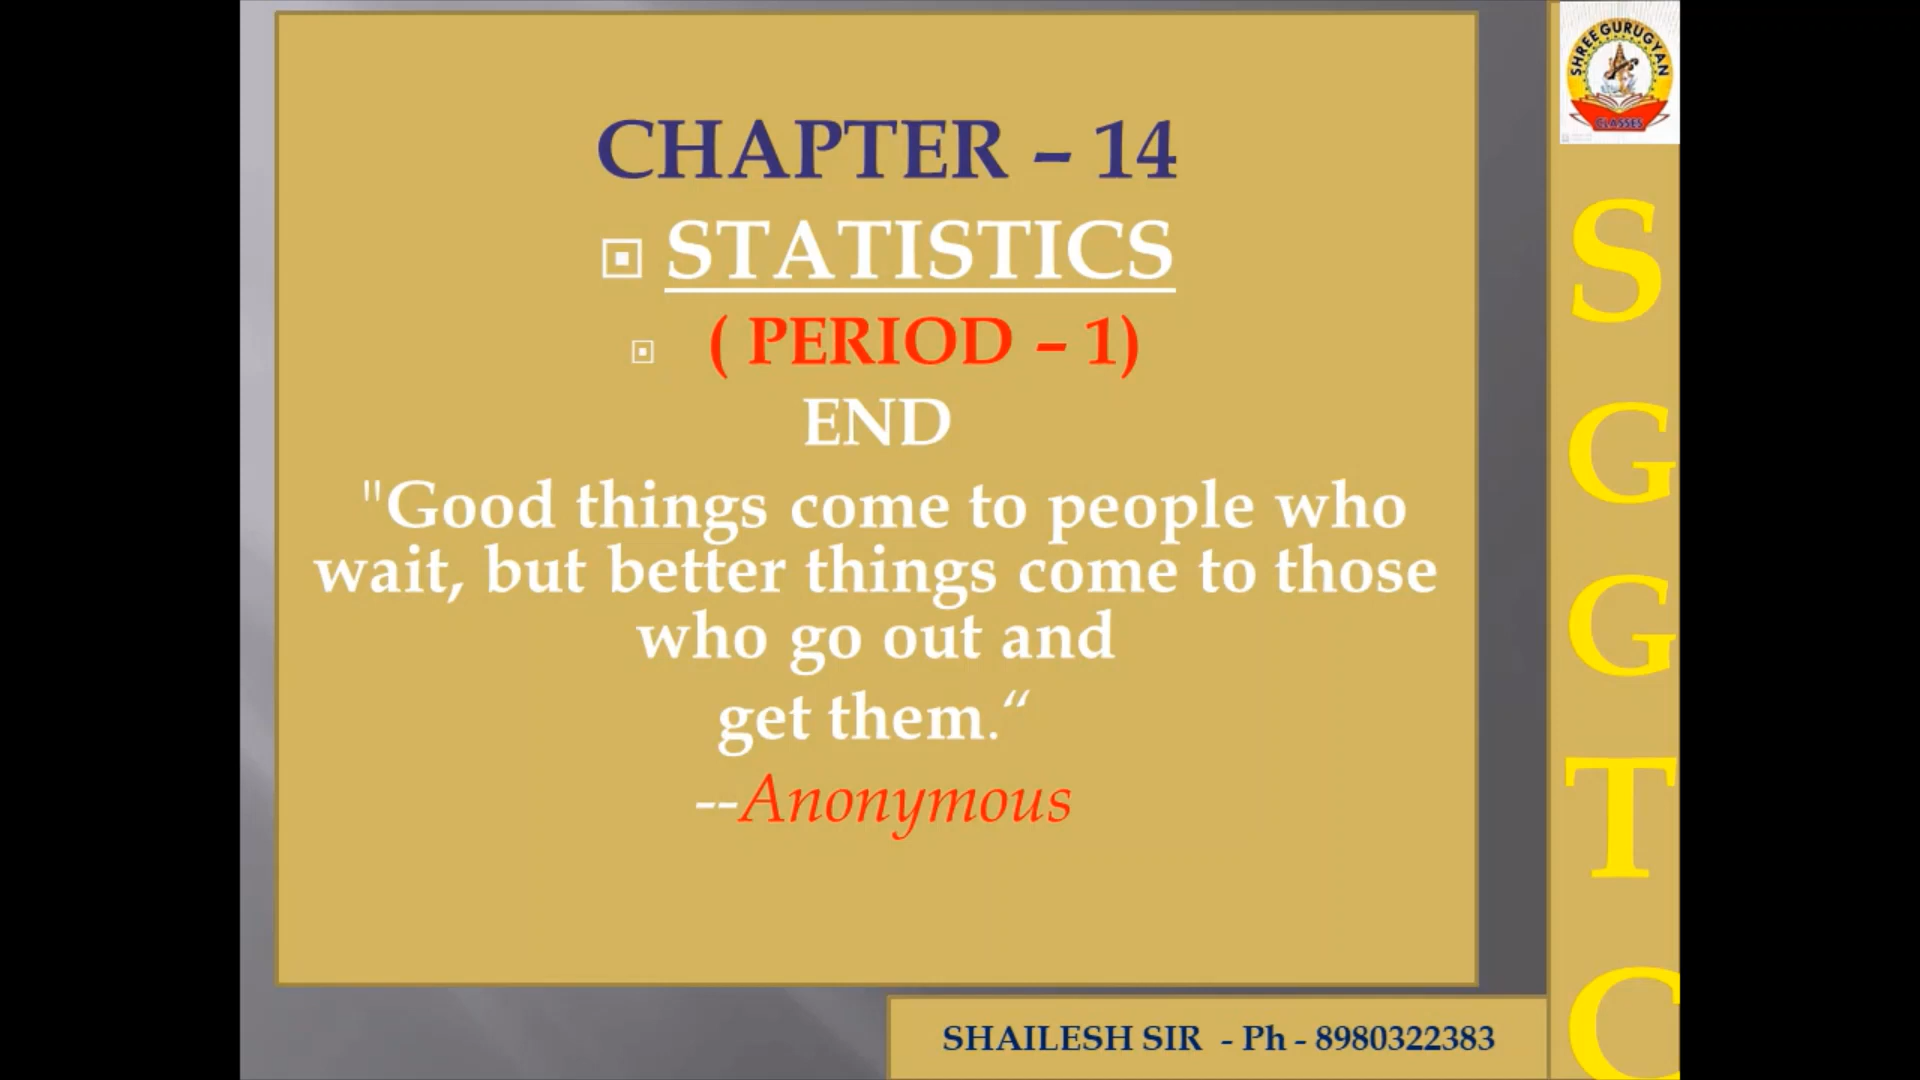 CHAPTER – 14
STATISTICS
( PERIOD – 1)
END
"Good things come to people who
wait, but better things come to those
who go out and
get them.“
--Anonymous
SHAILESH SIR - Ph - 8980322383
SHREE GURUGYAN
CLASSES
S
G
G
T
C